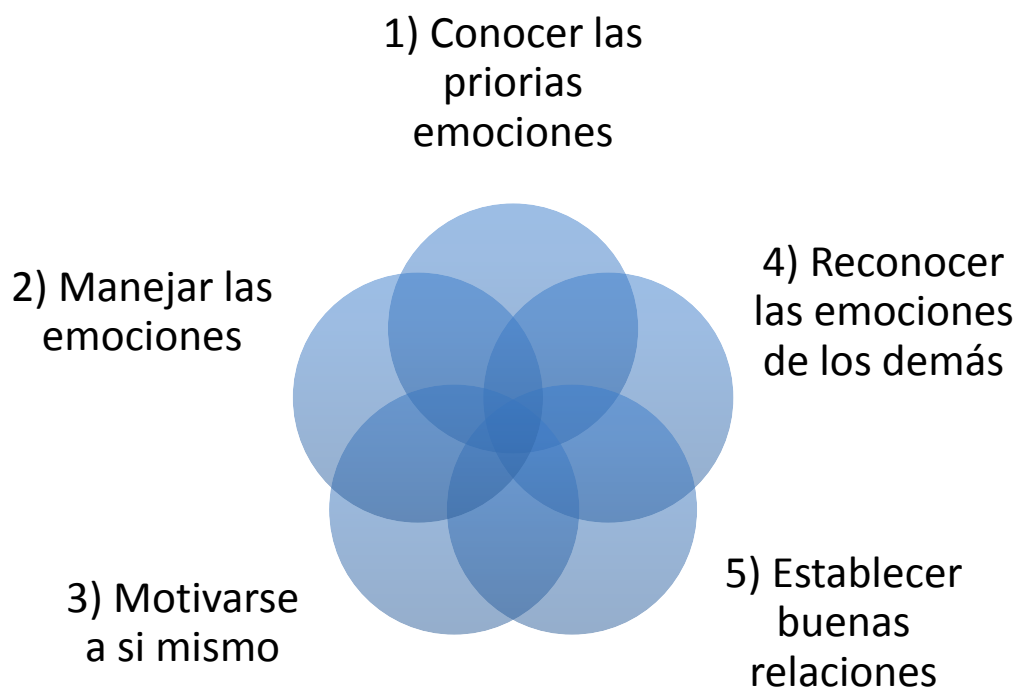 1) Conocer las
priorias
emociones
2) Manejar las
emociones
3) Motivarse
a si mismo
4) Reconocer
las emociones
de los demás
5) Establecer
buenas
relaciones